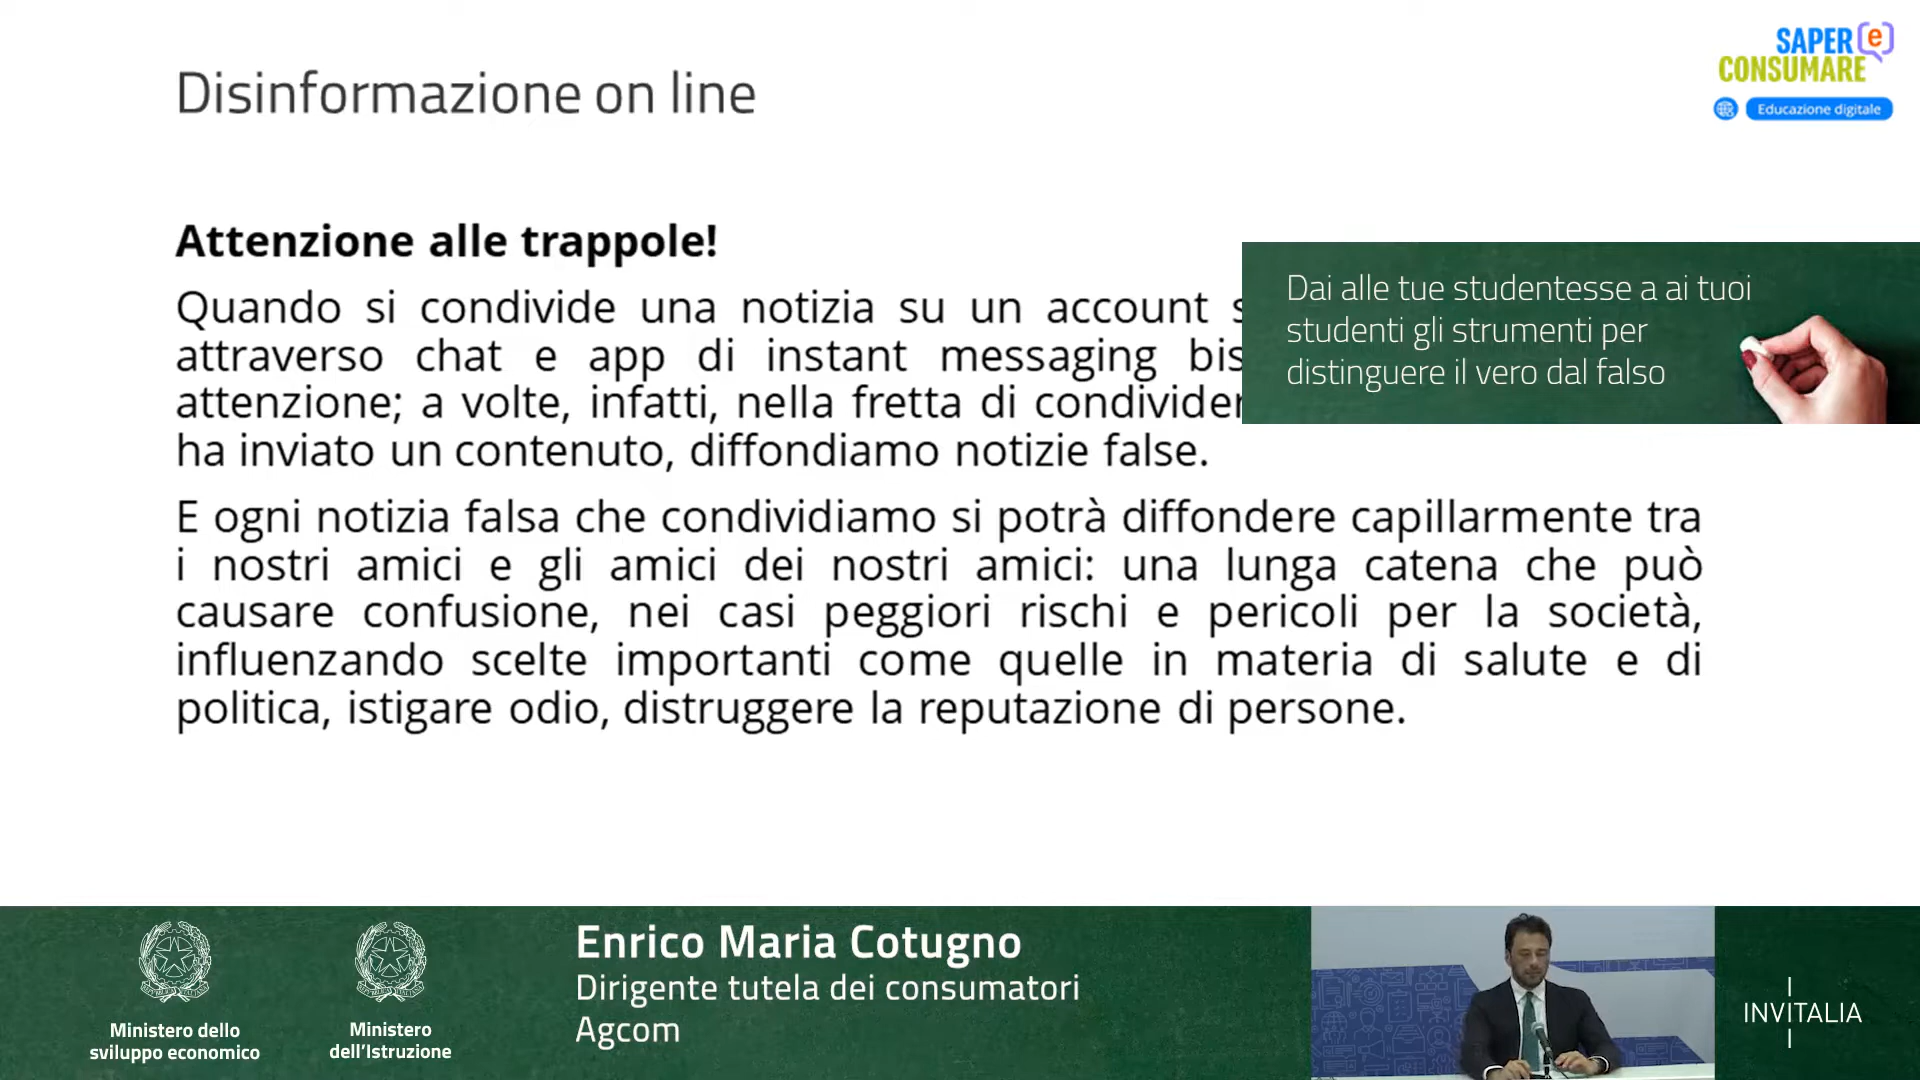 Disinformazione on line
SAPER e
CONSUMARE
Educazione digitale
Attenzione alle trappole!
Quando si condivide una notizia su un account
attraverso chat e app di instant messaging
attenzione; a volte, infatti, nella fretta di
ha inviato un contenuto, diffondiamo notizie false.
E ogni notizia falsa che condividiamo si potrà diffondere capillarmente tra
i nostri amici e gli amici dei nostri amici: una lunga catena che può
causare confusione, nei casi peggiori rischi e pericoli per la società,
influenzando scelte importanti come quelle in materia di salute e di
politica, istigare odio, distruggere la reputazione di persone.
Dai alle tue studentesse a ai tuoi
studenti gli strumenti per
distinguere il vero dal falso
Ministero dello
sviluppo economico
Ministero
dell'Istruzione
Enrico Maria Cotugno
Dirigente tutela dei consumatori
Agcom
INVITALIA